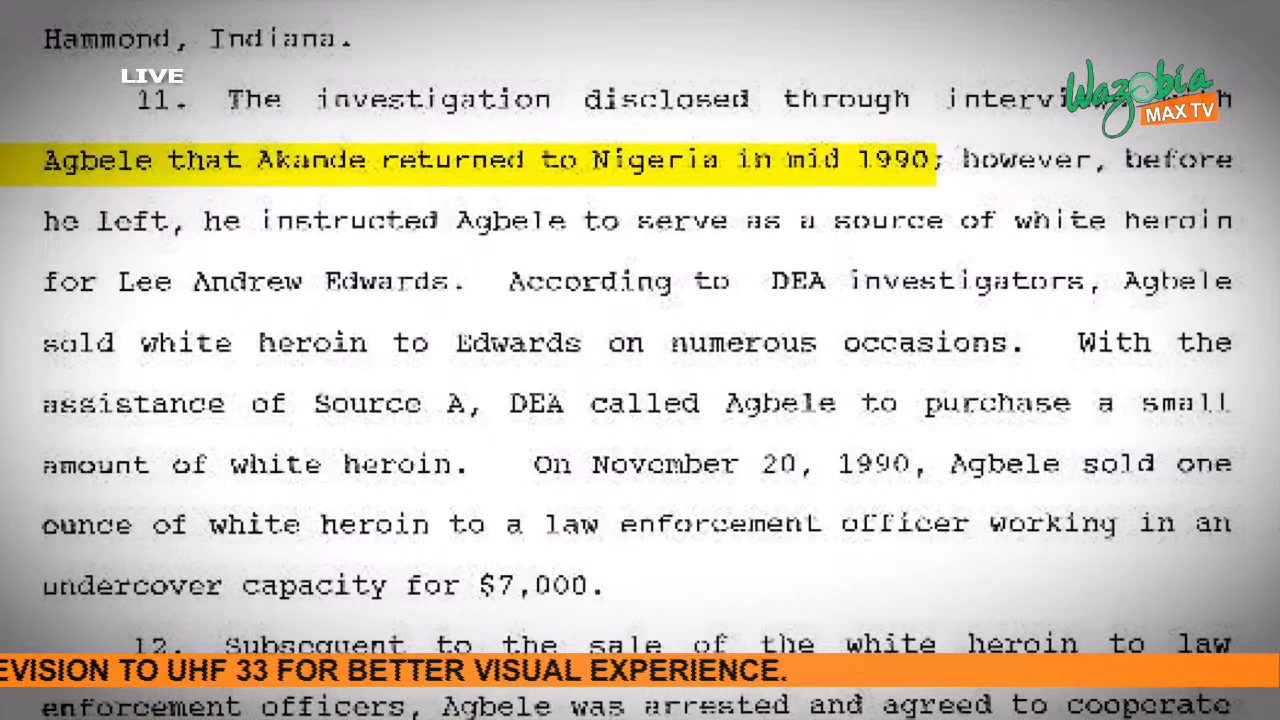 Hammond, Indiana.
LIVE
Wazobia
MAX TV
11. The investigation disclosed through
Agbele that Akande returned to Nigeria in mid 1990; however, before
he left, he instructed Agbele to serve as a source of white heroin
for Lee Andrew Edwards. According to DEA investigators, Agbele
sold white heroin to Edwards on numerous occasions. With the
assistance of Source A, DEA called Agbele to purchase a small
amount of white heroin. On November 20, 1990, Agbele sold one
ounce of white heroin to a law enforcement officer working in an
undercover capacity for $7,000.
12. Subsequent to the sale of the white heroin to law
EVISION TO UHF 33 FOR BETTER VISUAL EXPERIENCE.
enforcement officers, Agbele was arrested and agreed to cooperate